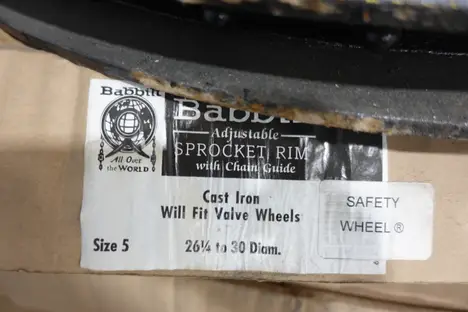 Babbitt
All Over
the WORLD
Babbitt
Adjustable
SPROCKET RIM
with Chain Guide
Cast Iron
Will Fit Valve Wheels
Size 5
26¼ to 30 Diam.
SAFETY
WHEEL ®